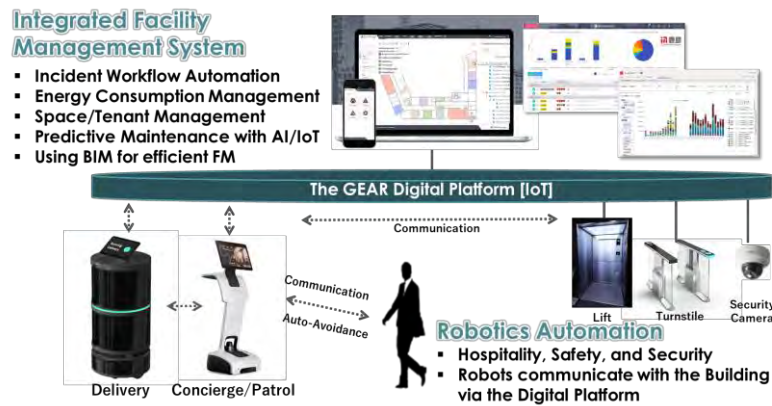 Integrated Facility
Management System
▪ Incident Workflow Automation
▪ Energy Consumption Management
▪ Space/Tenant Management
▪ Predictive Maintenance with AI/IoT
▪ Using BIM for efficient FM
The GEAR Digital Platform [IoT]
Communication
Communication
Auto-Avoidance
Delivery
Concierge/Patrol
Lift
Turnstile
Security
Camera
Robotics Automation
▪ Hospitality, Safety, and Security
▪ Robots communicate with the Building
via the Digital Platform